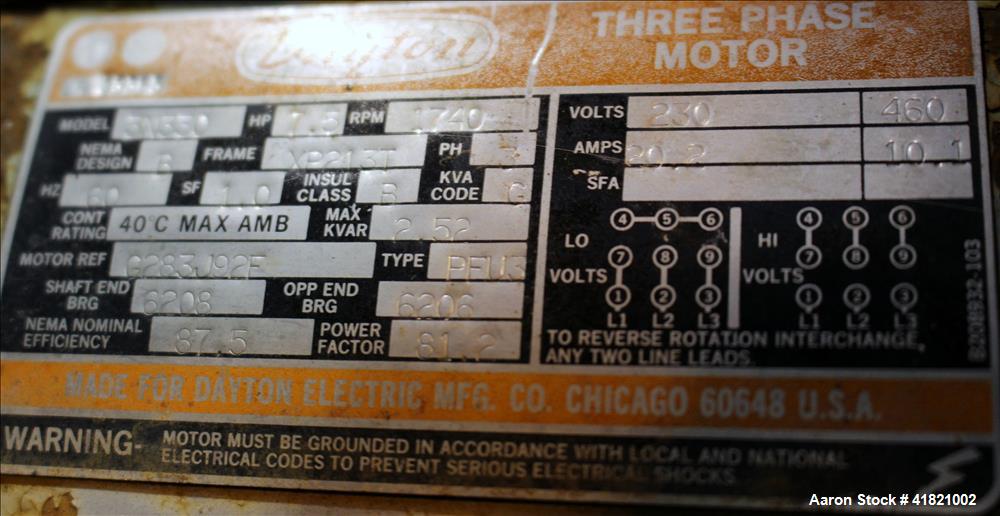 Dayton
THREE PHASE
MOTOR
MODEL HP 7.5 RPM 1740
NEMA DESIGN B FRAME XP213T PH 3
HZ 60 SF 1.0 INSUL CLASS B KVA CODE G
CONT RATING 40°C MAX AMB MAX KVAR 2.52
MOTOR REF G283J92F TYPE
SHAFT END BRG 6208 OPP END BRG 6206
NEMA NOMINAL EFFICIENCY 87.5 POWER FACTOR 81.2
VOLTS 230 460
AMPS 20.2 10.1
SFA
4 5 6 4 5 6
LO HI
7 8 9 7 8 9
VOLTS VOLTS
1 2 3 1 2 3
L1 L2 L3 L1 L2 L3
TO REVERSE ROTATION INTERCHANGE,
ANY TWO LINE LEADS.
MADE FOR DAYTON ELECTRIC MFG. CO. CHICAGO 60648 U.S.A.
WARNING- MOTOR MUST BE GROUNDED IN ACCORDANCE WITH LOCAL AND NATIONAL
ELECTRICAL CODES TO PREVENT SERIOUS ELECTRICAL SHOCKS.
Aaron Stock # 41821002